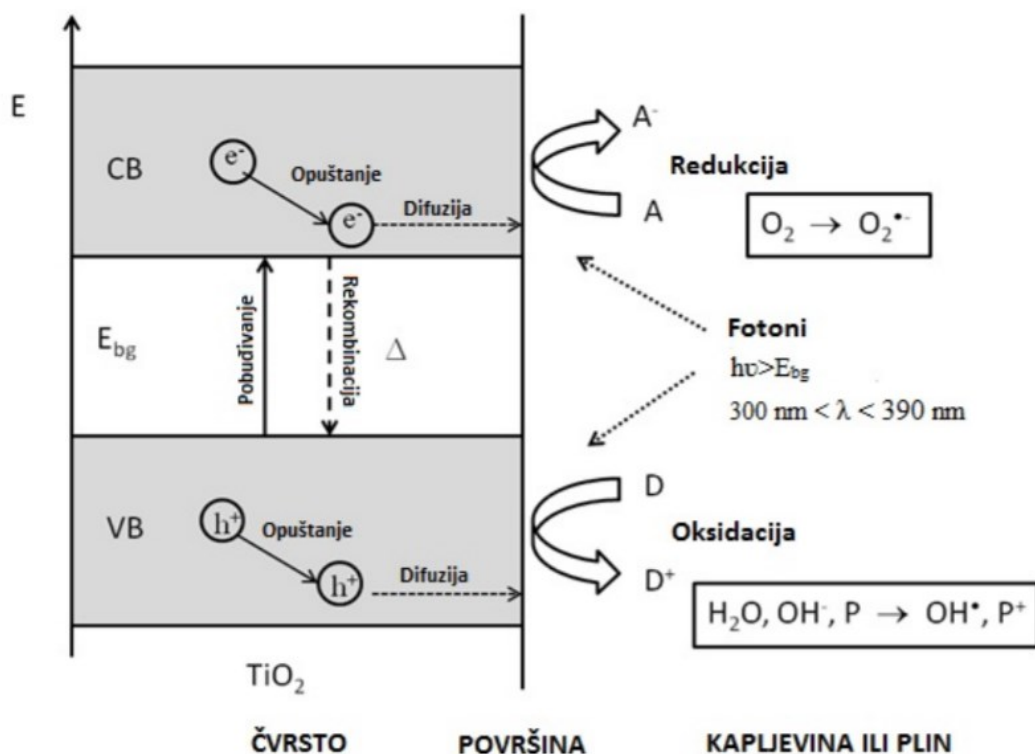 E
CB
e⁻
Opuštanje
e⁻
Difuzija
A⁻
Redukcija
A
O₂ → O₂•⁻
E_bg
Pobuđivanje
Rekombinacija
Δ
Fotoni
hυ>E_bg
300 nm < λ < 390 nm
VB
h⁺
Opuštanje
h⁺
Difuzija
D
Oksidacija
D⁺
H₂O, OH⁻, P → OH•, P⁺
TiO₂
ČVRSTO POVRŠINA KAPLJEVINA ILI PLIN